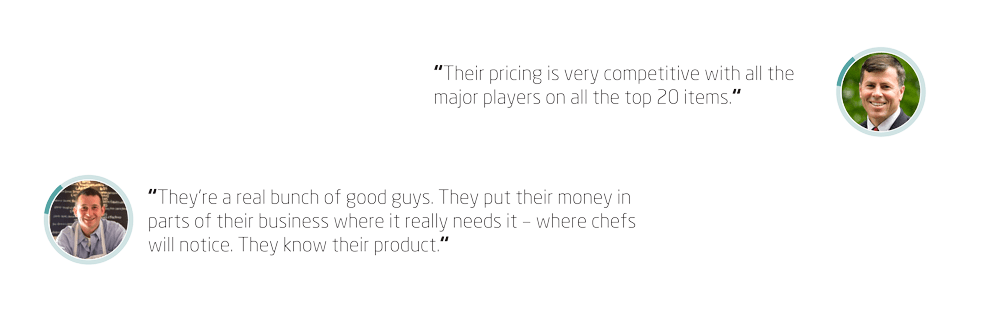 "Their pricing is very competitive with all the
major players on all the top 20 items."
"They're a real bunch of good guys. They put their money in
parts of their business where it really needs it – where chefs
will notice. They know their product."